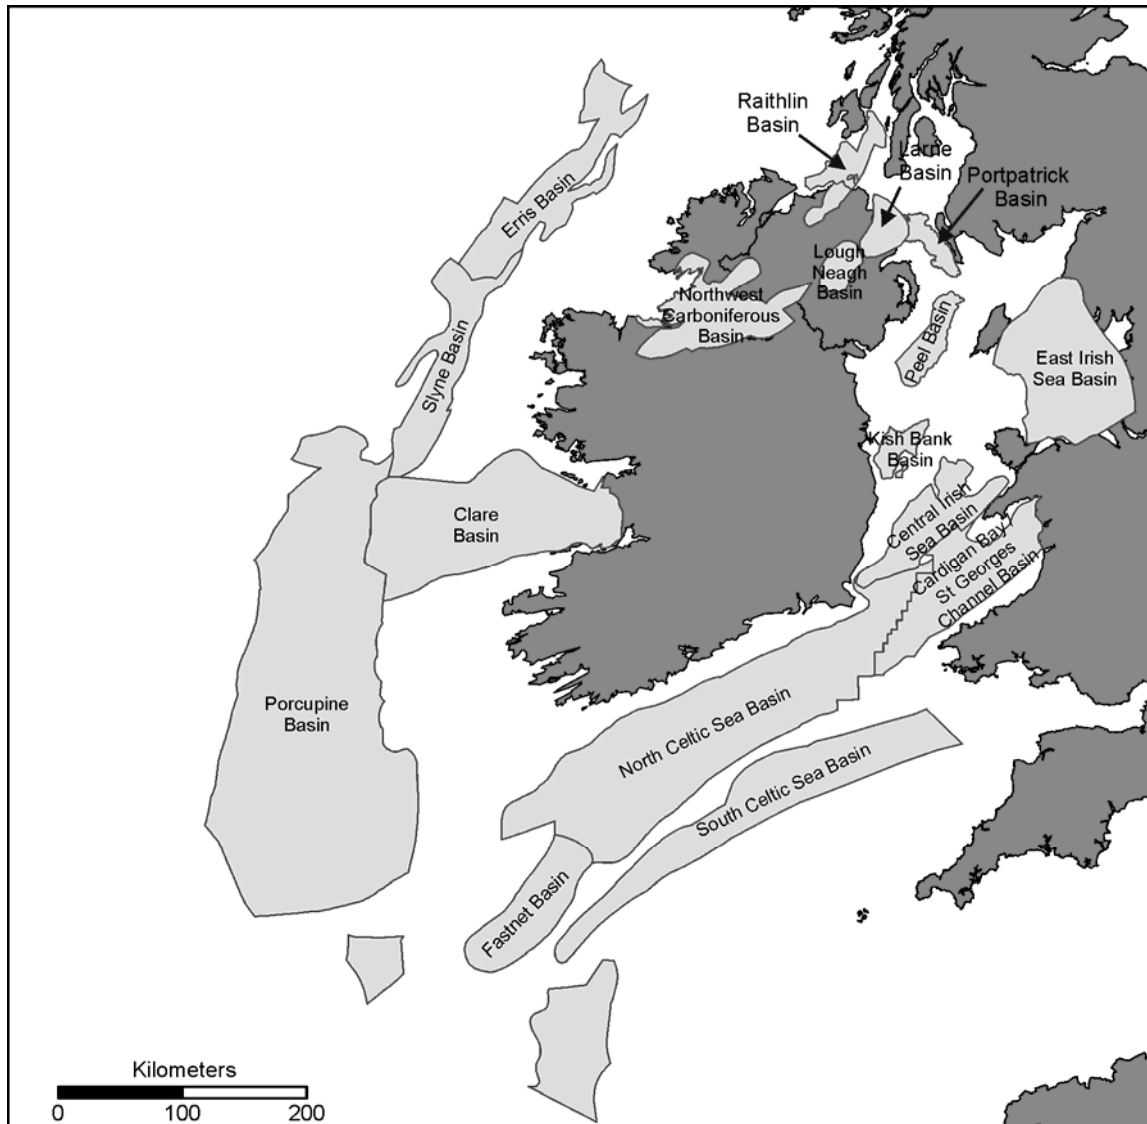 Raithlin
Basin
Larne
Basin
Portpatrick
Basin
Erris Basin
Lough
Neagh
Basin
Northwest
Carboniferous
Basin
Peel Basin
East Irish
Sea Basin
Slyne Basin
Kish Bank
Basin
Clare
Basin
Central Irish
Sea Basin
Cardigan Bay
St Georges
Channel Basin
Porcupine
Basin
North Celtic Sea Basin
South Celtic Sea Basin
Fastnet Basin
Kilometers
0 100 200